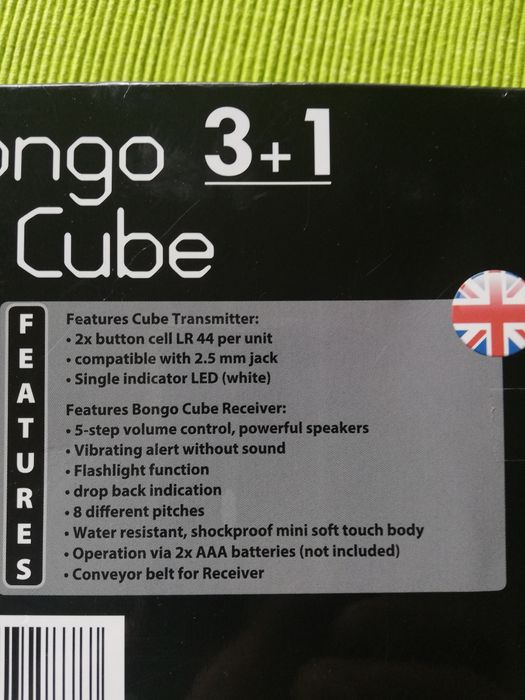 ongo 3+1
Cube
FEATURES
Features Cube Transmitter:
• 2x button cell LR 44 per unit
• compatible with 2.5 mm jack
• Single indicator LED (white)
Features Bongo Cube Receiver:
• 5-step volume control, powerful speakers
• Vibrating alert without sound
• Flashlight function
• drop back indication
• 8 different pitches
• Water resistant, shockproof mini soft touch body
• Operation via 2x AAA batteries (not included)
• Conveyor belt for Receiver